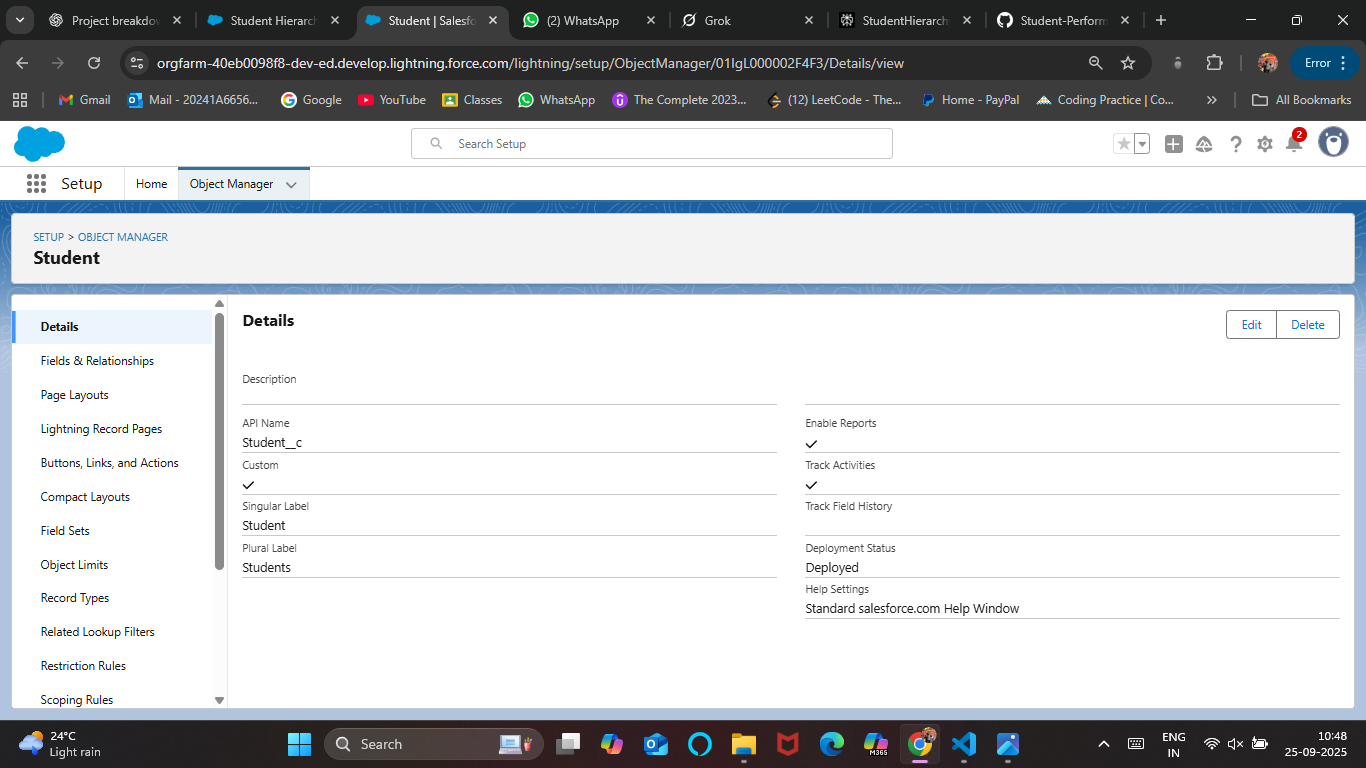 Project breakdow
Student Hierarch
Student | Salesfo
(2) WhatsApp
Grok
StudentHierarch
Student-Perform
orgfarm-40eb0098f8-dev-ed.develop.lightning.force.com/lightning/setup/ObjectManager/01IgL000002F4F3/Details/view
Error
Gmail
Mail - 20241A6656...
Google
YouTube
Classes
WhatsApp
The Complete 2023...
(12) LeetCode - The...
Home - PayPal
Coding Practice | Co...
All Bookmarks
Search Setup
2
Setup
Home
Object Manager
SETUP > OBJECT MANAGER
Student
Details
Fields & Relationships
Page Layouts
Lightning Record Pages
Buttons, Links, and Actions
Compact Layouts
Field Sets
Object Limits
Record Types
Related Lookup Filters
Restriction Rules
Scoping Rules
Details
Edit
Delete
Description
API Name
Student__c
Custom
Singular Label
Student
Plural Label
Students
Enable Reports
Track Activities
Track Field History
Deployment Status
Deployed
Help Settings
Standard salesforce.com Help Window
24°C
Light rain
Search
M365
ENG
IN
10:48
25-09-2025